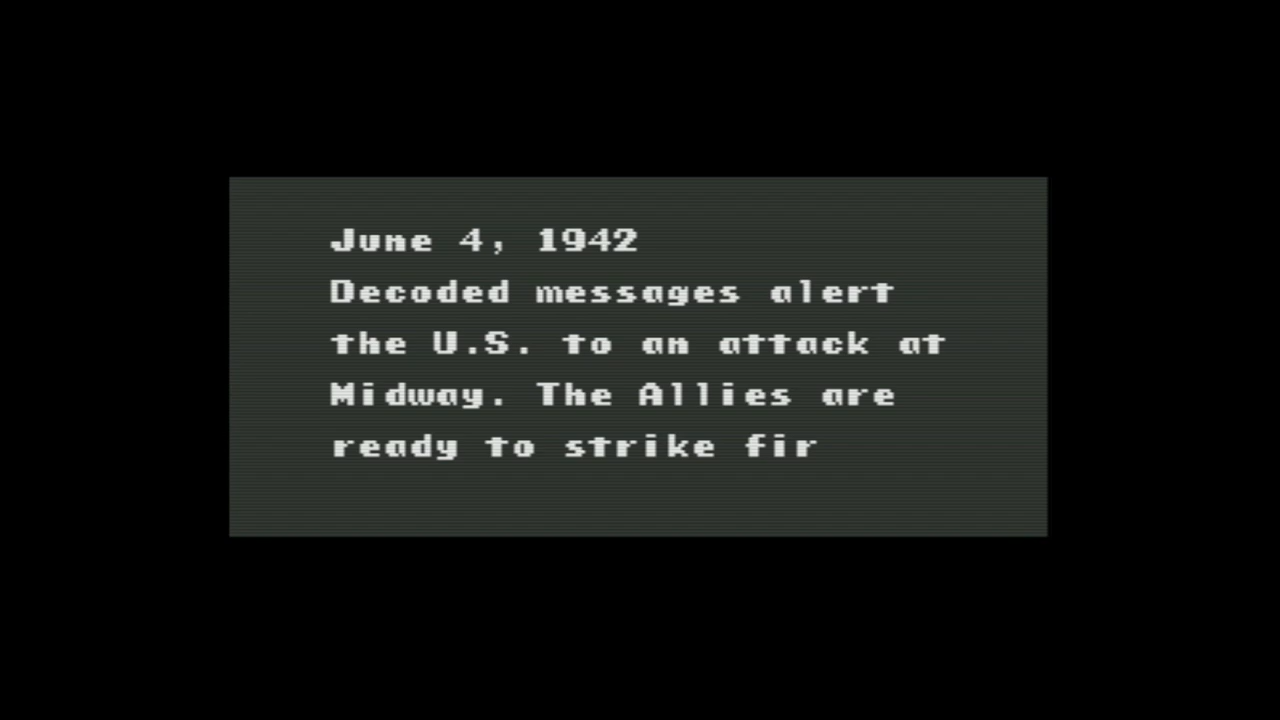 June 4, 1942
Decoded messages alert
the U.S. to an attack at
Midway. The Allies are
ready to strike fir